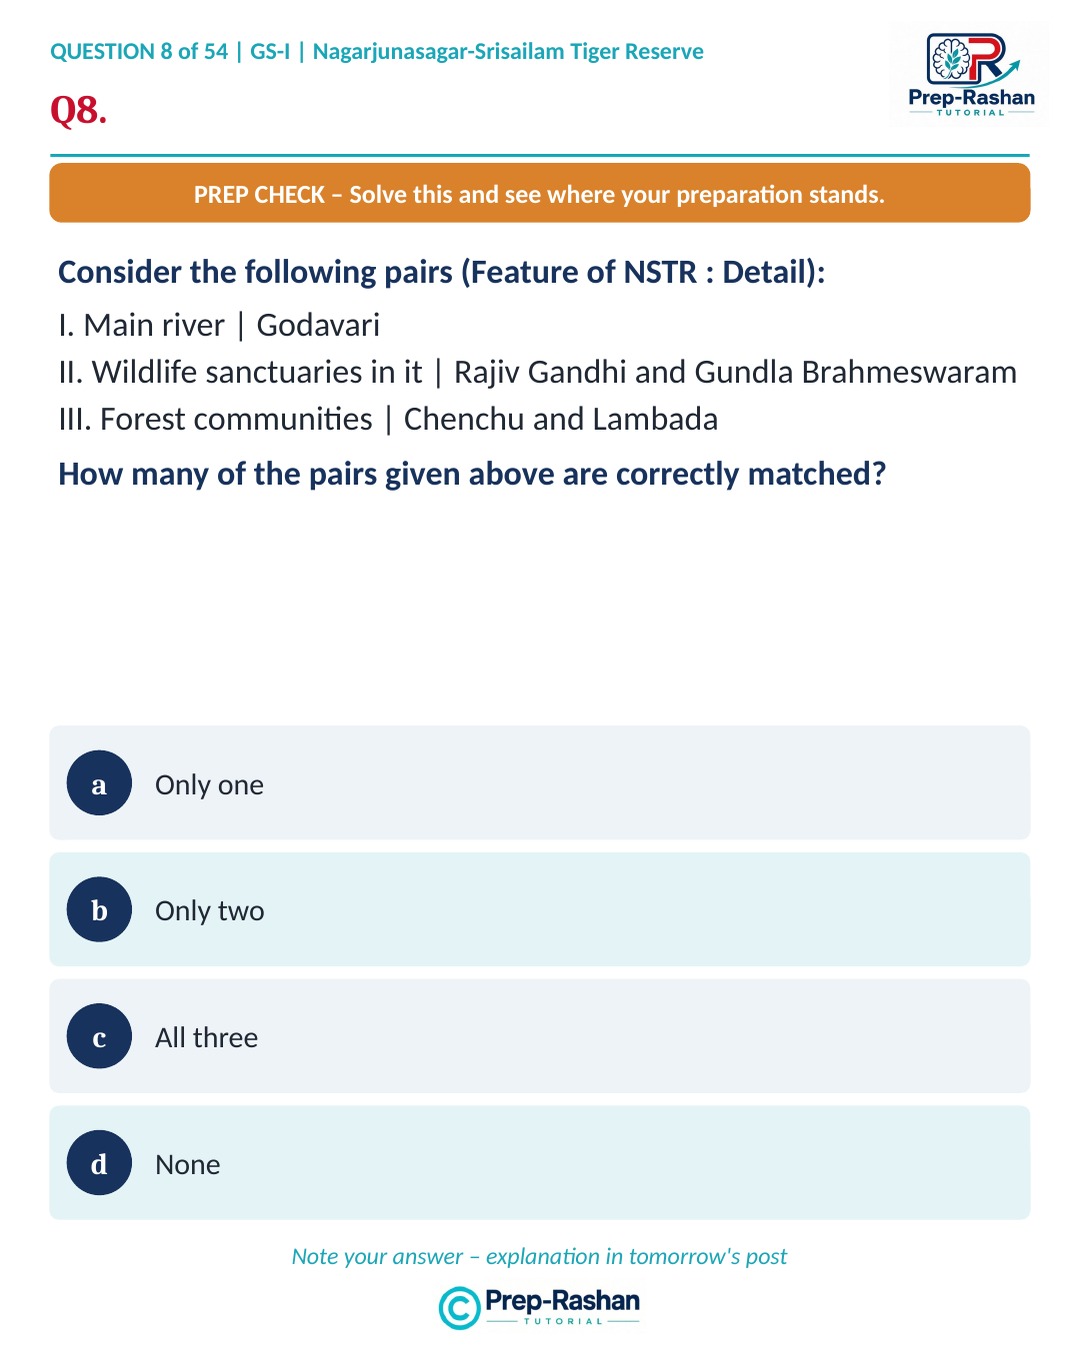 QUESTION 8 of 54 | GS-I | Nagarjunasagar-Srisailam Tiger Reserve
Prep-Rashan
TUTORIAL
Q8.
PREP CHECK – Solve this and see where your preparation stands.
Consider the following pairs (Feature of NSTR : Detail):
I. Main river | Godavari
II. Wildlife sanctuaries in it | Rajiv Gandhi and Gundla Brahmeswaram
III. Forest communities | Chenchu and Lambada
How many of the pairs given above are correctly matched?
a Only one
b Only two
c All three
d None
Note your answer – explanation in tomorrow's post
© Prep-Rashan
TUTORIAL